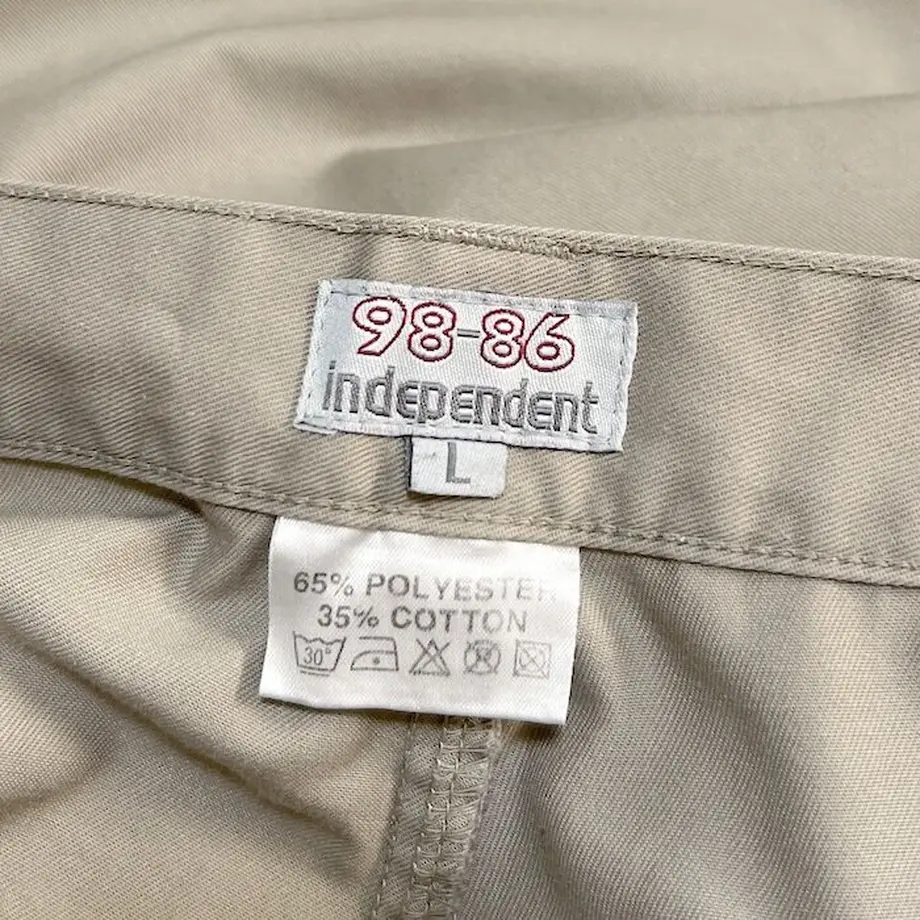 98-86
independent
L
65% POLYESTER
35% COTTON
30°